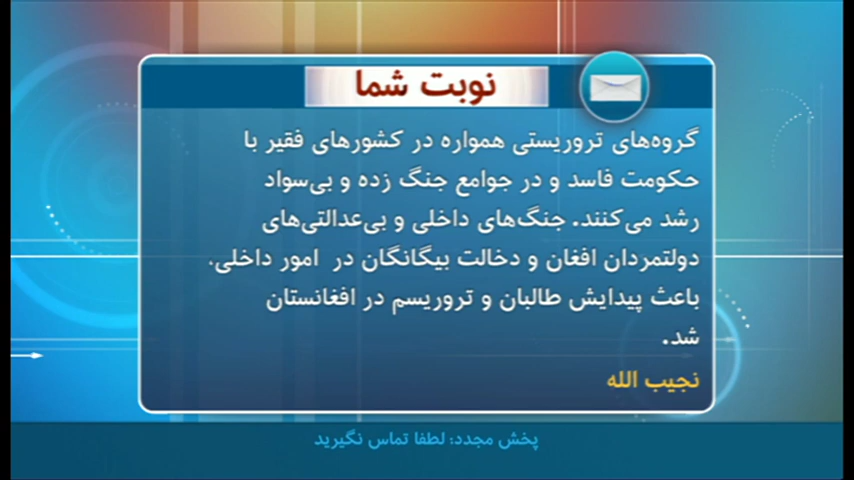 نوبت شما
گروه‌های تروریستی همواره در کشورهای فقیر با
حکومت فاسد و در جوامع جنگ زده و بی‌سواد
رشد می‌کنند. جنگ‌های داخلی و بی‌عدالتی‌های
دولتمردان افغان و دخالت بیگانگان در امور داخلی،
باعث پیدایش طالبان و تروریسم در افغانستان
شد.
نجیب الله
پخش مجدد؛ لطفا تماس نگیرید